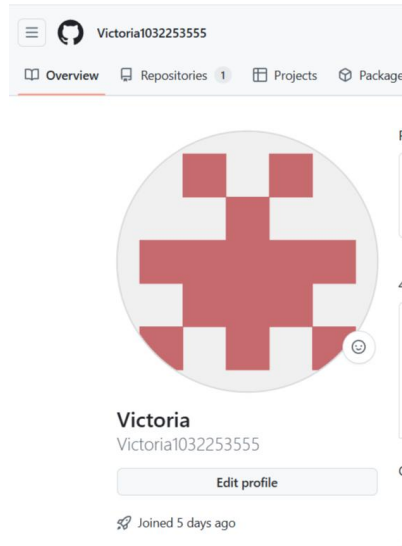 Victoria1032253555
Overview Repositories 1 Projects Package
Victoria
Victoria1032253555
Edit profile
Joined 5 days ago